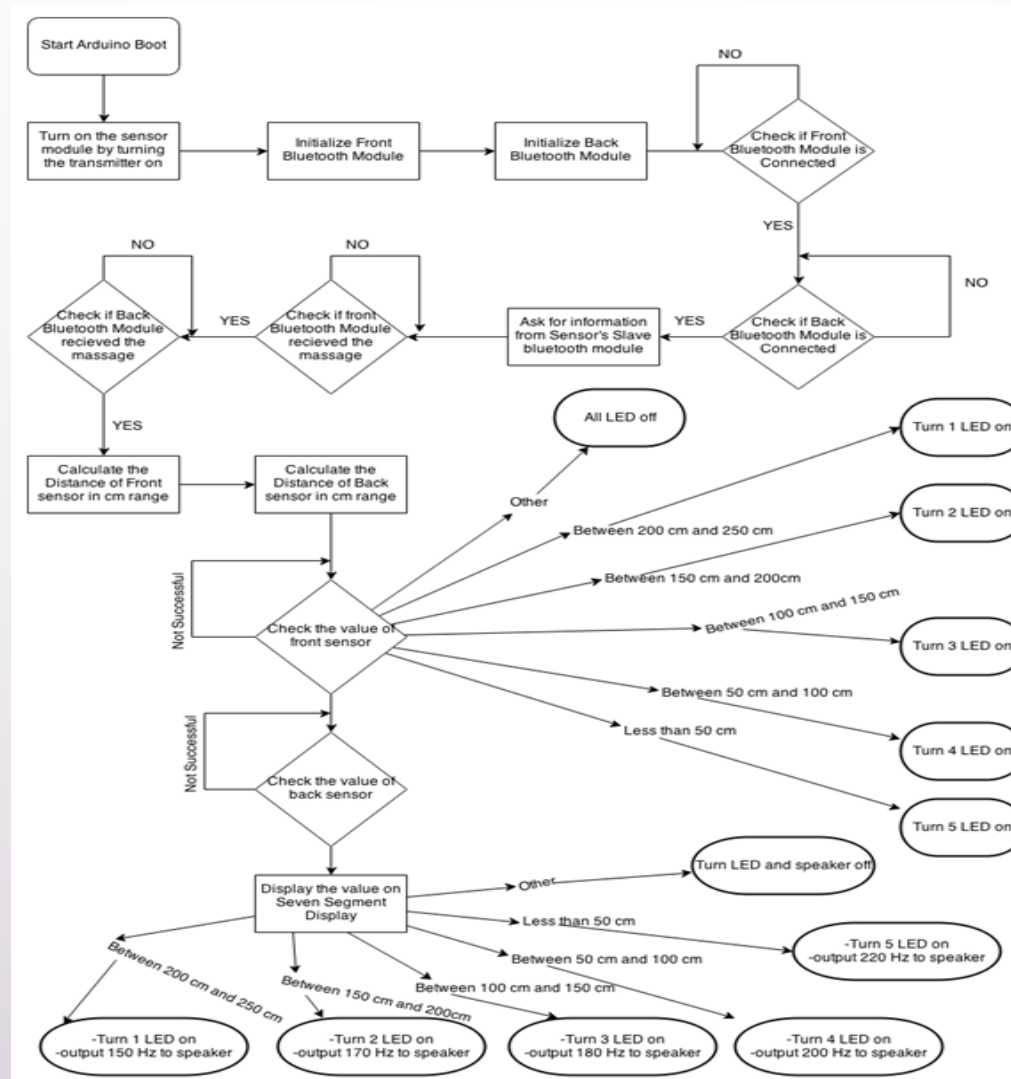 Start Arduino Boot
NO
Turn on the sensor
module by turning
the transmitter on
Initialize Front
Bluetooth Module
Initialize Back
Bluetooth Module
Check if Front
Bluetooth Module is
Connected
YES
NO
NO
NO
Check if Back
Bluetooth Module
recieved the
massage
YES
Check if front
Bluetooth Module
recieved the
massage
Ask for information
from Sensor's Slave
bluetooth module
YES
Check if Back
Bluetooth Module is
Connected
YES
All LED off
Turn 1 LED on
Calculate the
Distance of Front
sensor in cm range
Calculate the
Distance of Back
sensor in cm range
Other
Between 200 cm and 250 cm
Turn 2 LED on
Between 150 cm and 200cm
Not Successful
Check the value of
front sensor
Between 100 cm and 150 cm
Turn 3 LED on
Between 50 cm and 100 cm
Less than 50 cm
Turn 4 LED on
Not Successful
Check the value of
back sensor
Turn 5 LED on
Display the value on
Seven Segment
Display
Other
Turn LED and speaker off
Less than 50 cm
-Turn 5 LED on
-output 220 Hz to speaker
Between 50 cm and 100 cm
Between 200 cm and 250 cm
Between 150 cm and 200cm
Between 100 cm and 150 cm
-Turn 1 LED on
-output 150 Hz to speaker
-Turn 2 LED on
-output 170 Hz to speaker
-Turn 3 LED on
-output 180 Hz to speaker
-Turn 4 LED on
-output 200 Hz to speaker